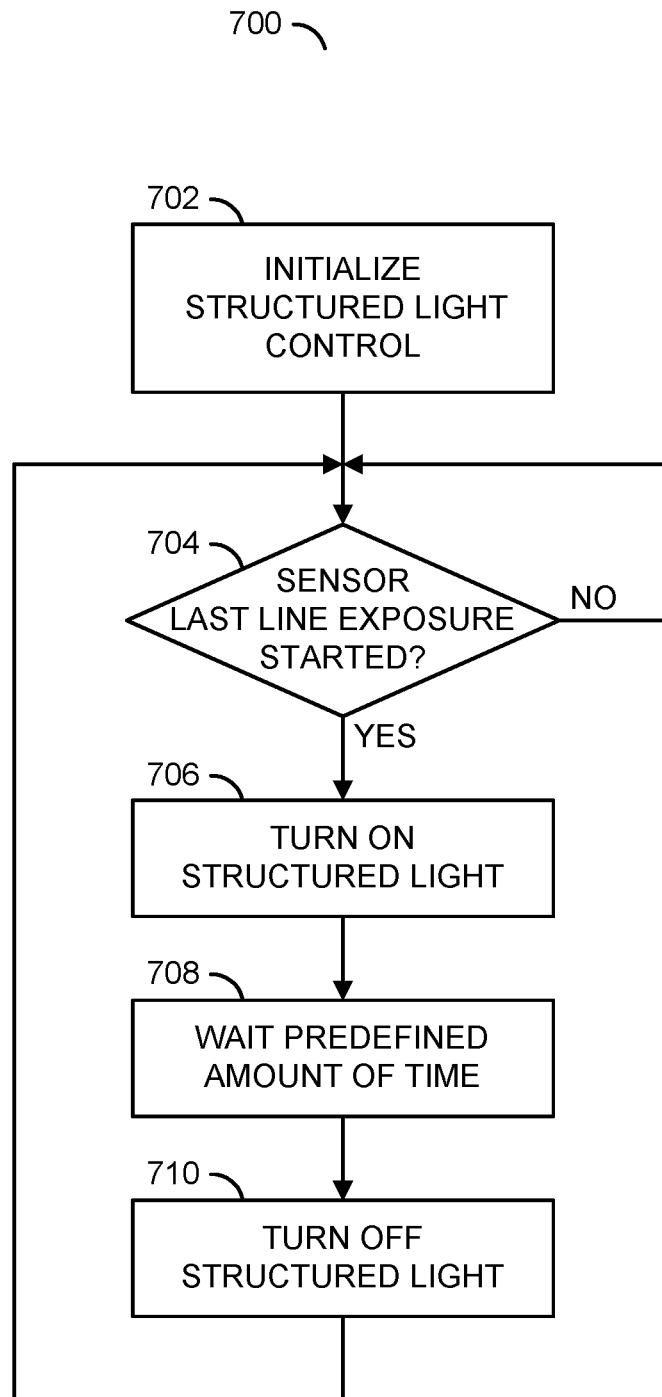 700
702
INITIALIZE
STRUCTURED LIGHT
CONTROL
704
SENSOR
LAST LINE EXPOSURE
STARTED?
NO
YES
706
TURN ON
STRUCTURED LIGHT
708
WAIT PREDEFINED
AMOUNT OF TIME
710
TURN OFF
STRUCTURED LIGHT